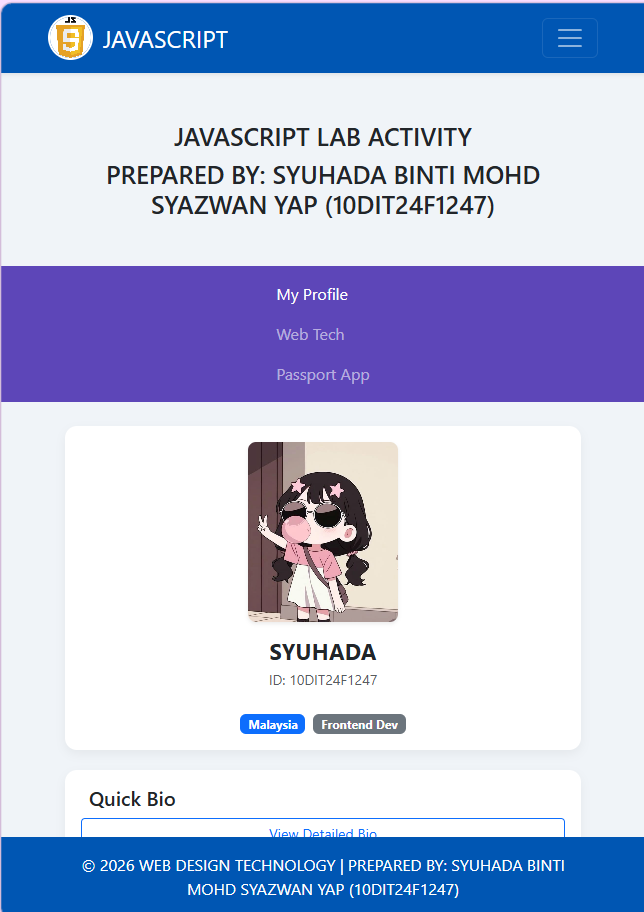 JS
JAVASCRIPT
JAVASCRIPT LAB ACTIVITY
PREPARED BY: SYUHADA BINTI MOHD
SYAZWAN YAP (10DIT24F1247)
My Profile
Web Tech
Passport App
SYUHADA
ID: 10DIT24F1247
Malaysia Frontend Dev
Quick Bio
View Detailed Bio
© 2026 WEB DESIGN TECHNOLOGY | PREPARED BY: SYUHADA BINTI
MOHD SYAZWAN YAP (10DIT24F1247)